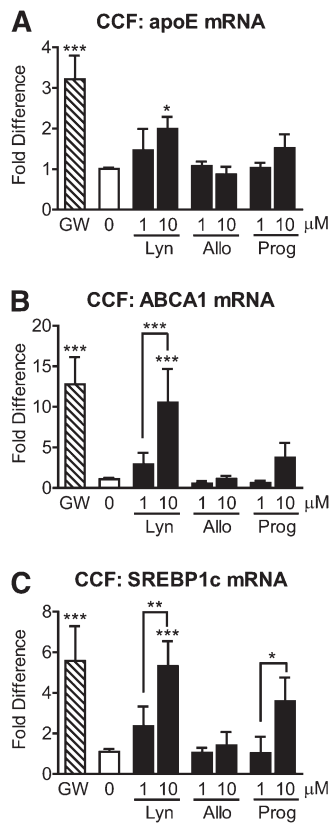 A CCF: apoE mRNA
Fold Difference
4
3
2
1
0
***
*
GW 0 1 10 1 10 1 10 μM
Lyn Allo Prog
B CCF: ABCA1 mRNA
Fold Difference
20
15
10
5
0
***
***
***
GW 0 1 10 1 10 1 10 μM
Lyn Allo Prog
C CCF: SREBP1c mRNA
Fold Difference
8
6
4
2
0
***
**
***
*
GW 0 1 10 1 10 1 10 μM
Lyn Allo Prog